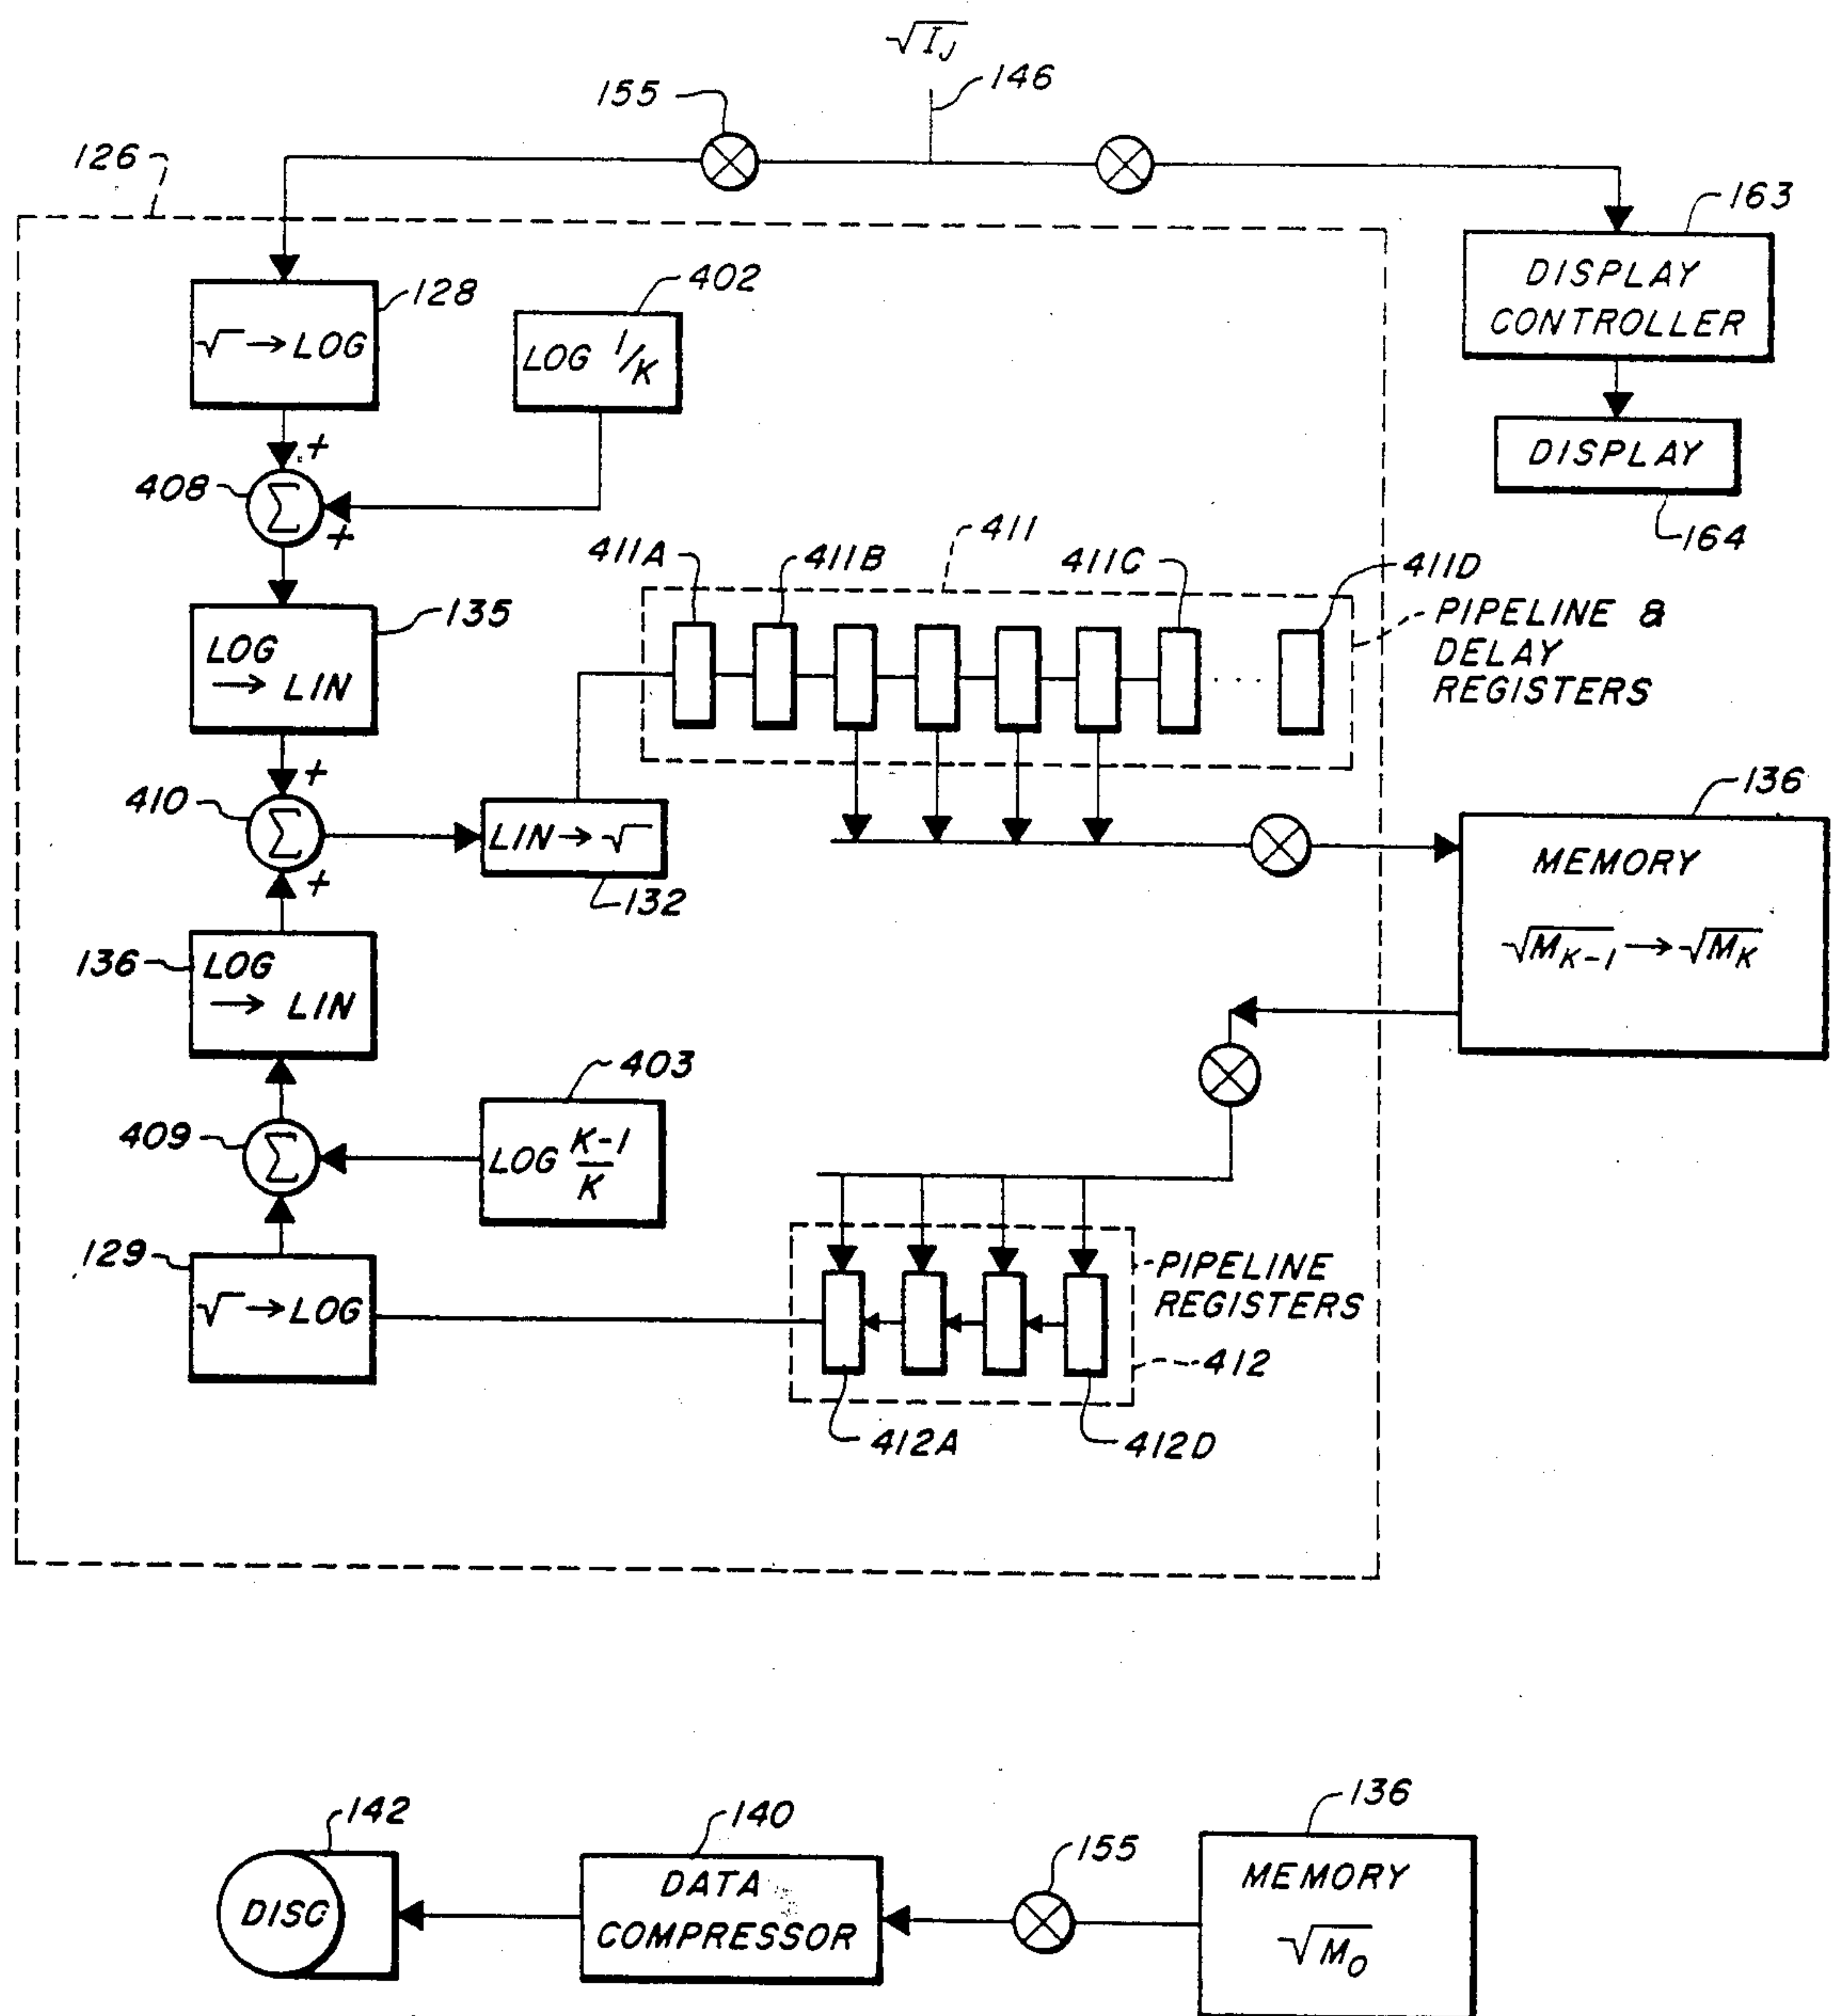 √I_J
155
146
126
163
DISPLAY
CONTROLLER
128
√ → LOG
402
LOG 1/K
DISPLAY
164
+
408
Σ
+
411
411A
411B
411C
411D
PIPELINE &
DELAY
REGISTERS
135
LOG
→ LIN
+
410
Σ
+
LIN → √
132
136
MEMORY
√M_K-1 → √M_K
136
LOG
→ LIN
403
LOG K-1/K
409
Σ
129
√ → LOG
PIPELINE
REGISTERS
412
412A
412D
142
DISC
140
DATA
COMPRESSOR
155
136
MEMORY
√M_0